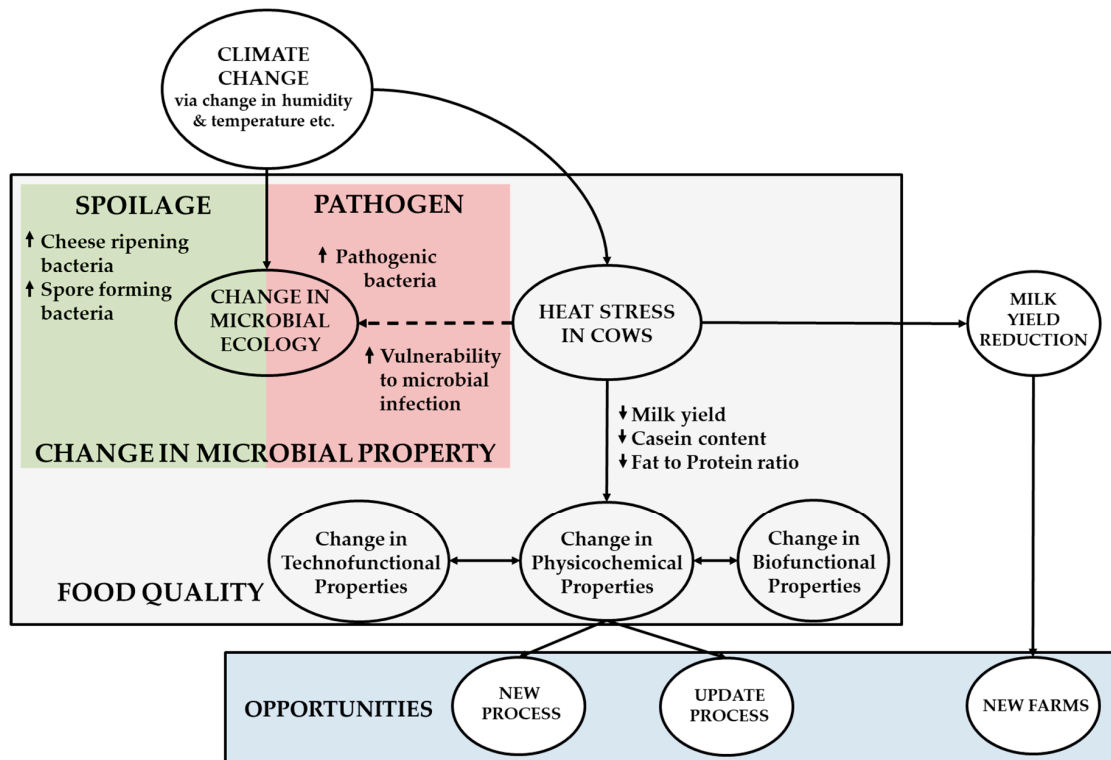 CLIMATE
CHANGE
via change in humidity
& temperature etc.
SPOILAGE
↑ Cheese ripening
bacteria
↑ Spore forming
bacteria
PATHOGEN
↑ Pathogenic
bacteria
CHANGE IN
MICROBIAL
ECOLOGY
↑ Vulnerability
to microbial
infection
CHANGE IN MICROBIAL PROPERTY
HEAT STRESS
IN COWS
MILK
YIELD
REDUCTION
↓ Milk yield
↓ Casein content
↓ Fat to Protein ratio
Change in
Technofunctional
Properties
Change in
Physicochemical
Properties
Change in
Biofunctional
Properties
FOOD QUALITY
OPPORTUNITIES
NEW
PROCESS
UPDATE
PROCESS
NEW FARMS